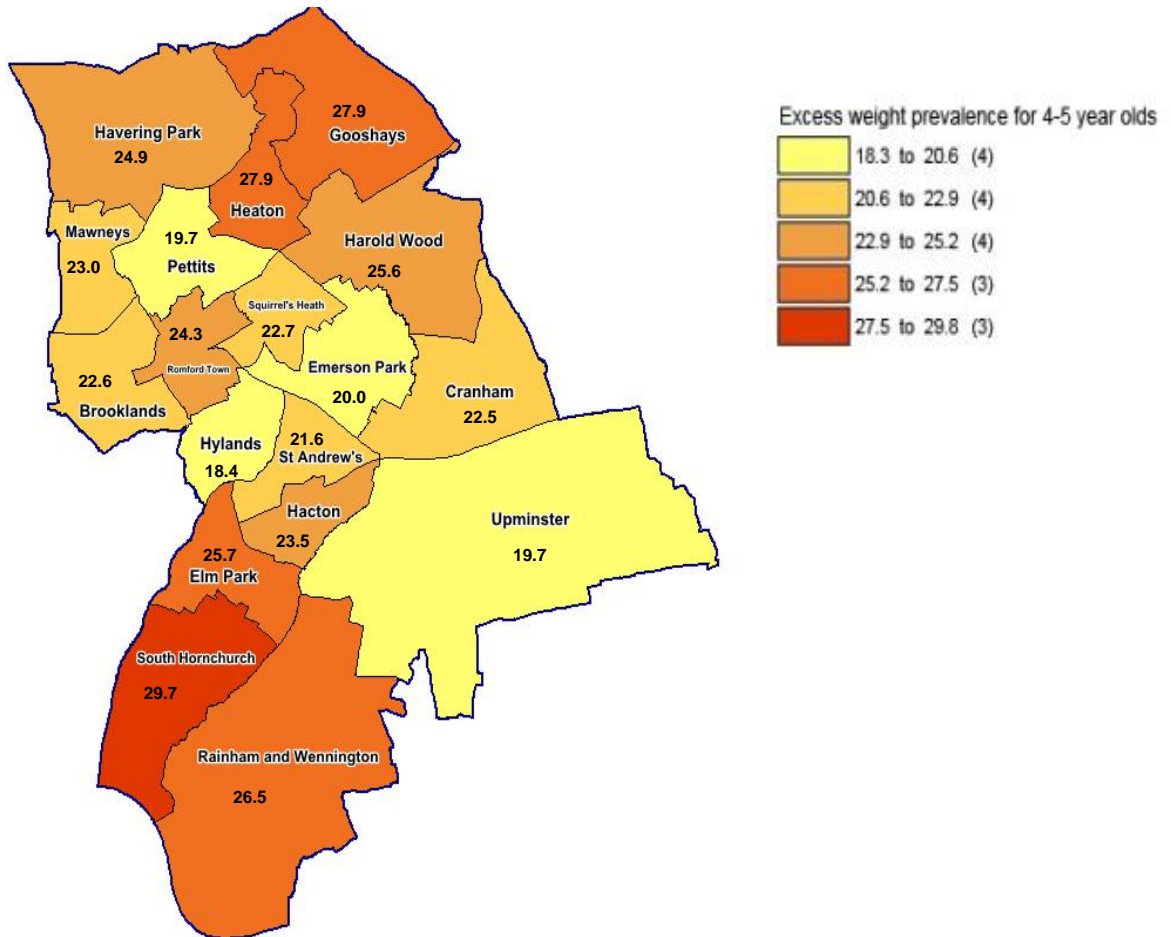 27.9
Gooshays
Havering Park
24.9
27.9
Heaton
Mawneys
23.0
19.7
Pettits
Harold Wood
25.6
Squirrel's Heath
22.7
24.3
Romford Town
22.6
Brooklands
Emerson Park
20.0
Cranham
22.5
Hylands
18.4
21.6
St Andrew's
Hacton
23.5
Upminster
19.7
25.7
Elm Park
South Hornchurch
29.7
Rainham and Wennington
26.5
Excess weight prevalence for 4-5 year olds
18.3 to 20.6 (4)
20.6 to 22.9 (4)
22.9 to 25.2 (4)
25.2 to 27.5 (3)
27.5 to 29.8 (3)